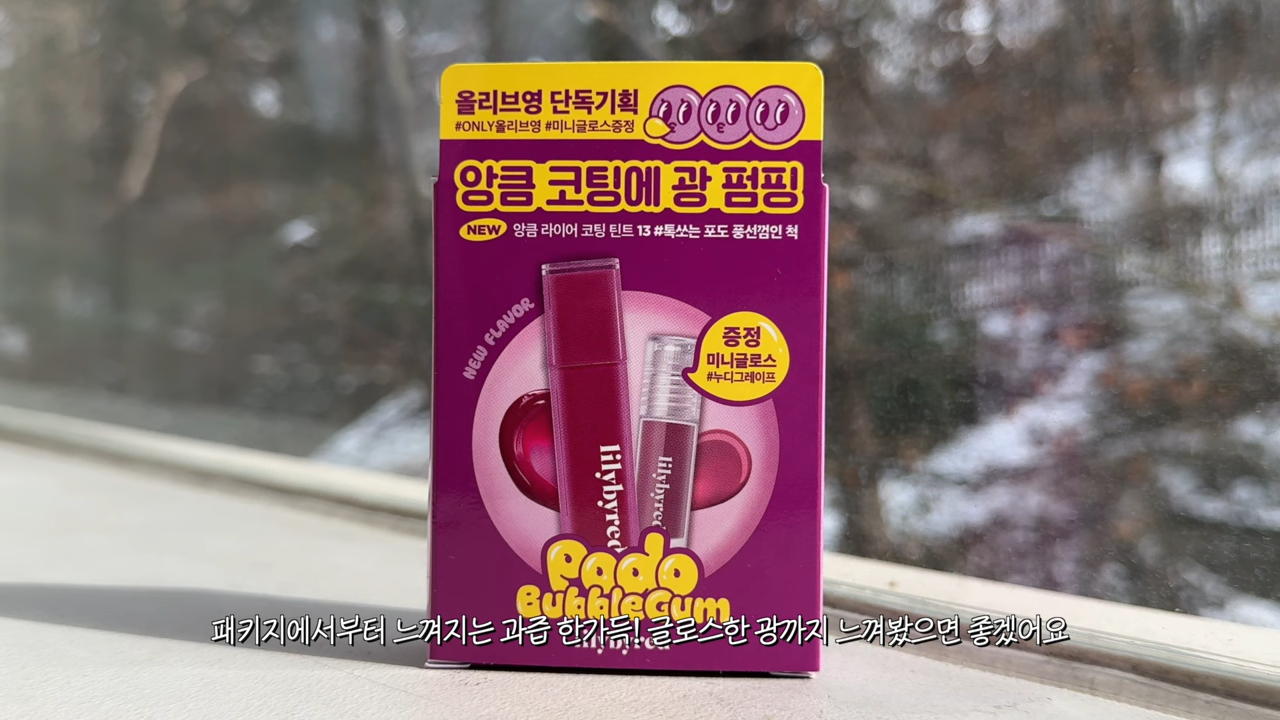 올리브영 단독기획
#ONLY올리브영 #미니글로스증정
앙큼 코팅에 광 펌핑
NEW 앙큼 라이어 코팅 틴트 13 #톡쏘는 포도 풍선껌인 척
NEW FLAVOR
증정
미니글로스
#누디그레이프
lilybyred
lilybyred
Podo
BubbleGum
패키지에서부터 느껴지는 과즙 한가득! 글로스한 광까지 느껴봤으면 좋겠어요
lilybyred